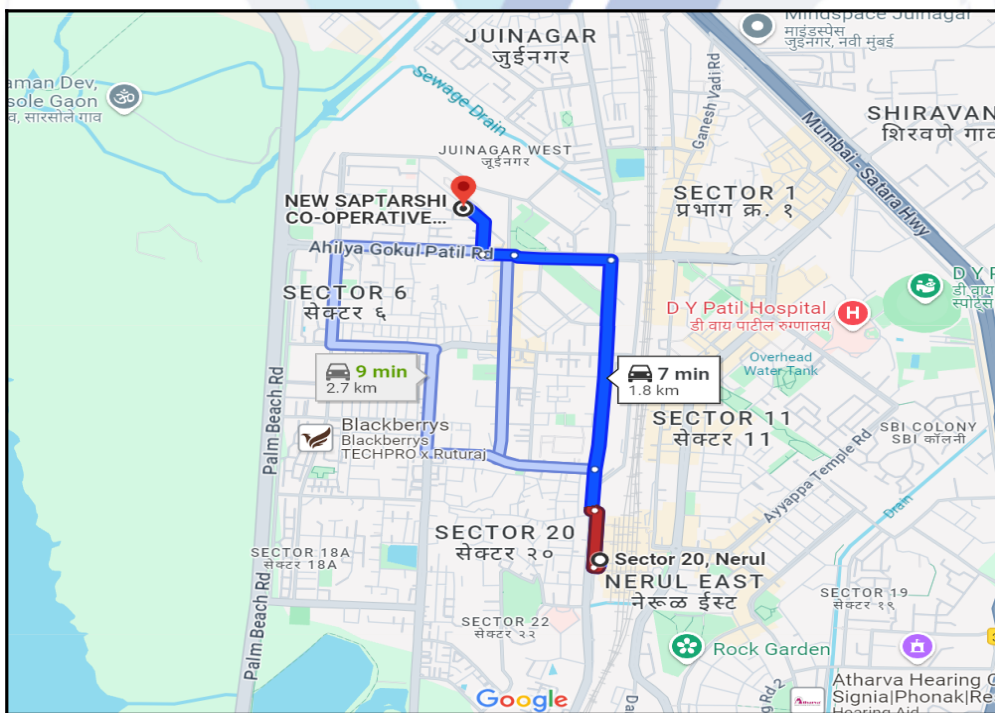 Mindspace Juinagar
माइंडस्पेस
जुईनगर, नवी मुंबई
JUINAGAR
जुईनगर
aman Dev,
sole Gaon
व, सारसोले गाव
Sewage Drain
Ganesh Vadi Rd
Mumbai - Satara Hwy
SHIRAVAN
शिरवणे गाव
JUINAGAR WEST
जूईनगर
NEW SAPTARSHI
CO-OPERATIVE...
SECTOR 1
प्रभाग क्र. १
Ahilya Gokul Patil Rd
SECTOR 6
सेक्टर ६
D Y P
डी वाय
स्पोर्ट्स
D Y Patil Hospital
डी वाय पाटील रुग्णालय
H
Overhead
Water Tank
9 min
2.7 km
7 min
1.8 km
Palm Beach Rd
SECTOR 11
सेक्टर 11
SBI COLONY
SBI कॉलनी
Blackberrys
Blackberrys
TECHPRO x Ruturaj
Ayyappa Temple Rd
Drain
SECTOR 20
सेक्टर २०
SECTOR 18A
सेक्टर 18A
Sector 20, Nerul
NERUL EAST
नेरूळ ईस्ट
Palm Beach Rd
SECTOR 19
सेक्टर १९
SECTOR 22
सेक्टर २२
Rock Garden
Google
Rd 2
Atharva Hearing C
Signia|Phonak|Re
Hearing Aid